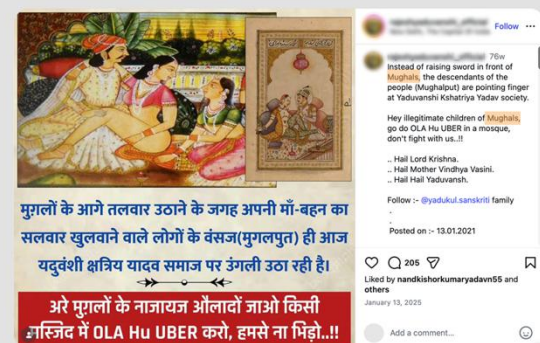 मुग़लों के आगे तलवार उठाने के जगह अपनी माँ-बहन का
सलवार खुलवाने वाले लोगों के वंसज(मुगलपुत) ही आज
यदुवंशी क्षत्रिय यादव समाज पर उंगली उठा रही है।
अरे मुग़लों के नाजायज औलादों जाओ किसी
मस्जिद में OLA Hu UBER करो, हमसे ना भिड़ो..!!
Follow
76w
Instead of raising sword in front of
Mughals, the descendants of the
people (Mughalput) are pointing finger
at Yaduvanshi Kshatriya Yadav society.
Hey illegitimate children of Mughals,
go do OLA Hu UBER in a mosque,
don't fight with us..!!
.. Hail Lord Krishna.
.. Hail Mother Vindhya Vasini.
.. Hail Hail Yaduvansh.
Follow :- @yadukul.sanskriti family
.
.
Posted on :- 13.01.2021
205
Liked by nandkishorkumaryadavn55 and
others
January 13, 2025
Add a comment...